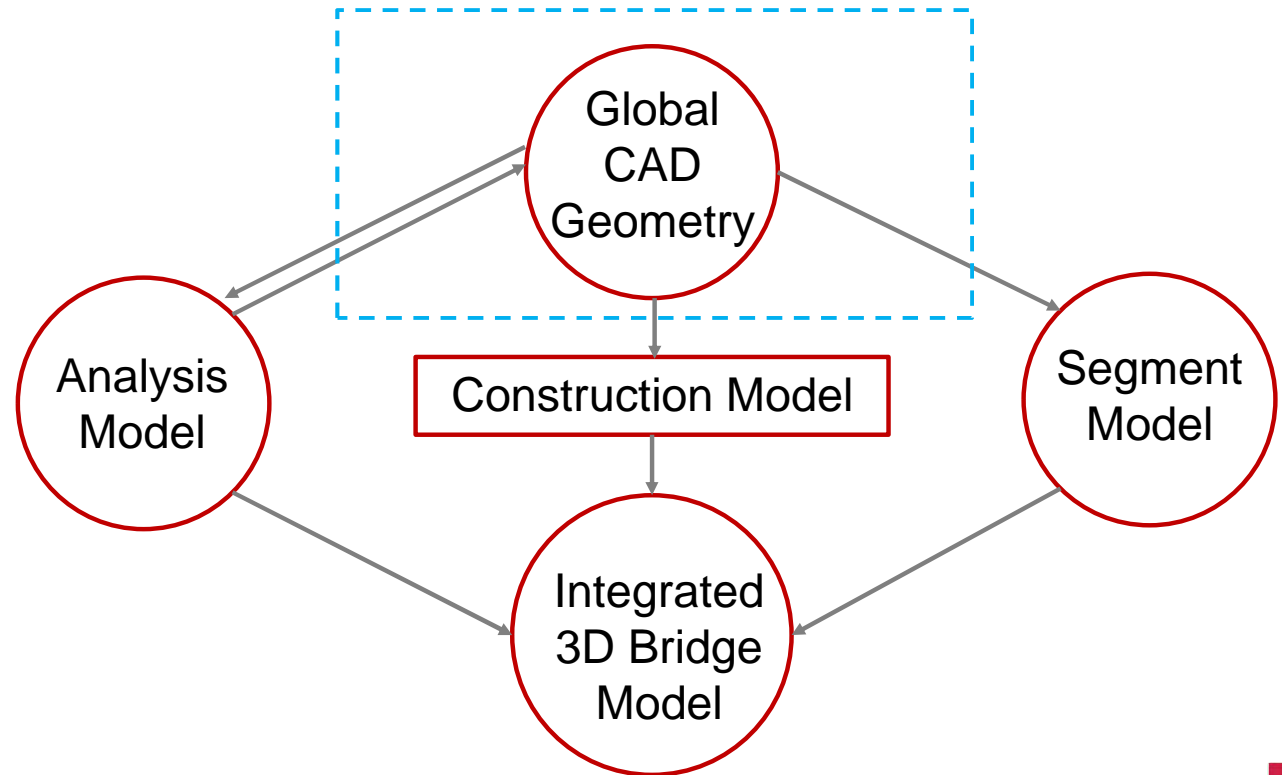 Global
CAD
Geometry
Analysis
Model
Construction Model
Segment
Model
Integrated
3D Bridge
Model